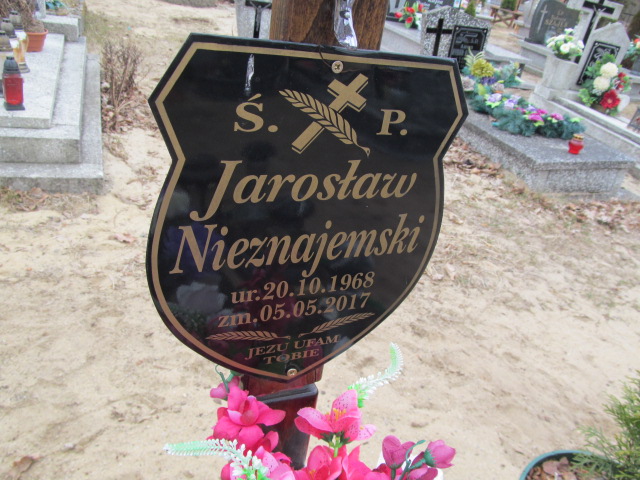 Ś. P.
Jarosław
Nieznajemski
ur.20.10.1968
zm.05.05.2017
JEZU UFAM
TOBIE